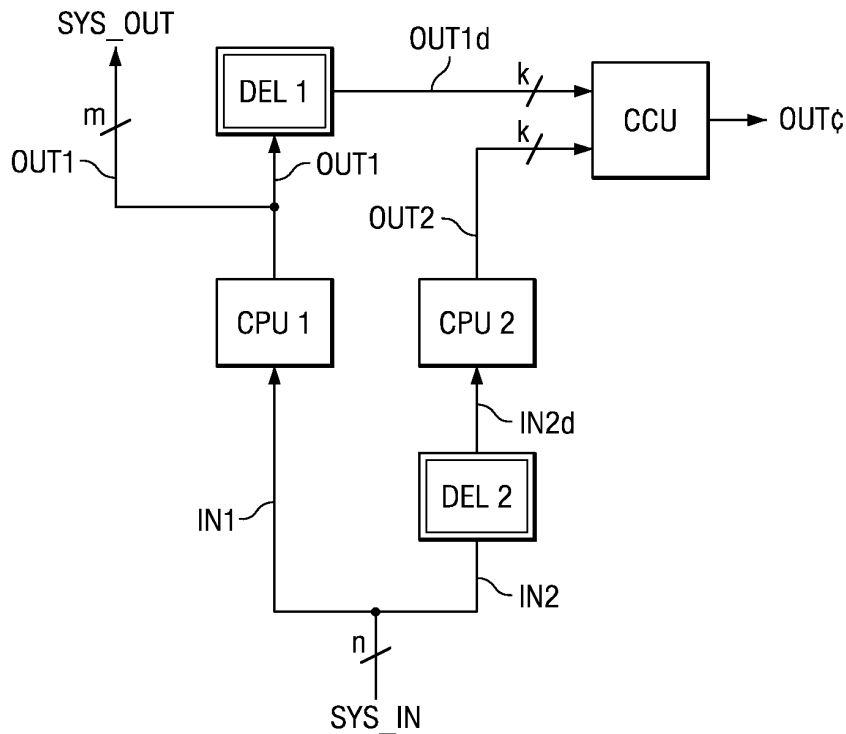 SYS_OUT
OUT1d
DEL 1
k
CCU
OUT¢
m
k
OUT1
OUT1
OUT2
CPU 1
CPU 2
IN2d
DEL 2
IN1
IN2
n
SYS_IN